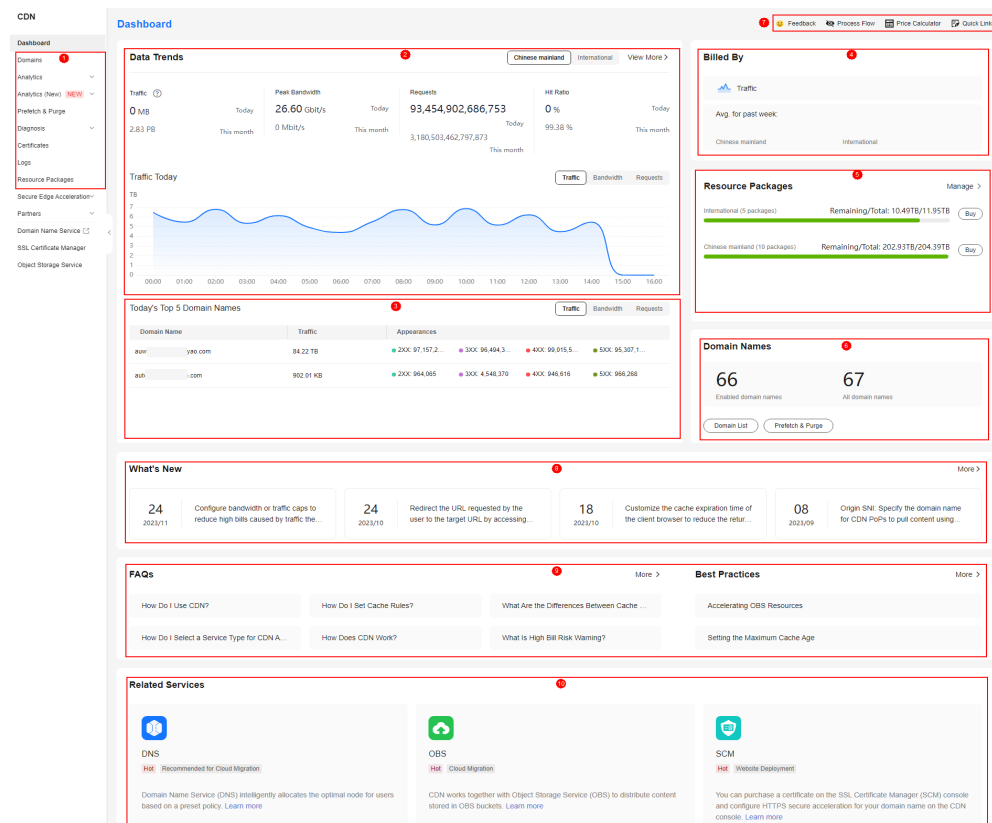 CDN
Dashboard
Domains
1
Analytics
Analytics (New) NEW
Prefetch & Purge
Diagnosis
Certificates
Logs
Resource Packages
Secure Edge Acceleration
Partners
Domain Name Service
SSL Certificate Manager
Object Storage Service
Dashboard
7
Feedback
Process Flow
Price Calculator
Quick Link
Data Trends
2
Chinese mainland
International
View More >
Traffic ?
0 MB Today
2.83 PB This month
Peak Bandwidth
26.60 Gbit/s Today
0 Mbit/s This month
Requests
93,454,902,686,753
Today
3,180,503,462,797,873
This month
Hit Ratio
0 % Today
99.38 % This month
Traffic Today
Traffic Bandwidth Requests
TB
7
6
5
4
3
2
1
0
00:00 01:00 02:00 03:00 04:00 05:00 06:00 07:00 08:00 09:00 10:00 11:00 12:00 13:00 14:00 15:00 16:00
Today's Top 5 Domain Names
3
Traffic Bandwidth Requests
Domain Name Traffic Appearances
yao.com 84.22 TB 2XX: 97,157,2... 3XX: 96,494,3... 4XX: 99,015,5... 5XX: 95,307,1...
.com 902.01 KB 2XX: 964,065 3XX: 4,548,370 4XX: 946,616 5XX: 966,268
Billed By
4
Traffic
Avg. for past week:
Chinese mainland International
5
Resource Packages
Manage >
International (5 packages) Remaining/Total: 10.49TB/11.95TB Buy
Chinese mainland (10 packages) Remaining/Total: 202.93TB/204.39TB Buy
Domain Names
6
66 67
Enabled domain names All domain names
Domain List Prefetch & Purge
What's New
8
More >
24
2023/11
Configure bandwidth or traffic caps to
reduce high bills caused by traffic the...
24
2023/10
Redirect the URL requested by the
user to the target URL by accessing...
18
2023/10
Customize the cache expiration time of
the client browser to reduce the retur...
08
2023/09
Origin SNI: Specify the domain name
for CDN PoPs to pull content using...
FAQs
9
More >
How Do I Use CDN? How Do I Set Cache Rules? What Are the Differences Between Cache ...
How Do I Select a Service Type for CDN A... How Does CDN Work? What Is High Bill Risk Warning?
Best Practices
More >
Accelerating OBS Resources
Setting the Maximum Cache Age
Related Services
10
DNS
Hot Recommended for Cloud Migration
Domain Name Service (DNS) intelligently allocates the optimal node for users
based on a preset policy. Learn more
OBS
Hot Cloud Migration
CDN works together with Object Storage Service (OBS) to distribute content
stored in OBS buckets. Learn more
SCM
Hot Website Deployment
You can purchase a certificate on the SSL Certificate Manager (SCM) console
and configure HTTPS secure acceleration for your domain name on the CDN
console. Learn more